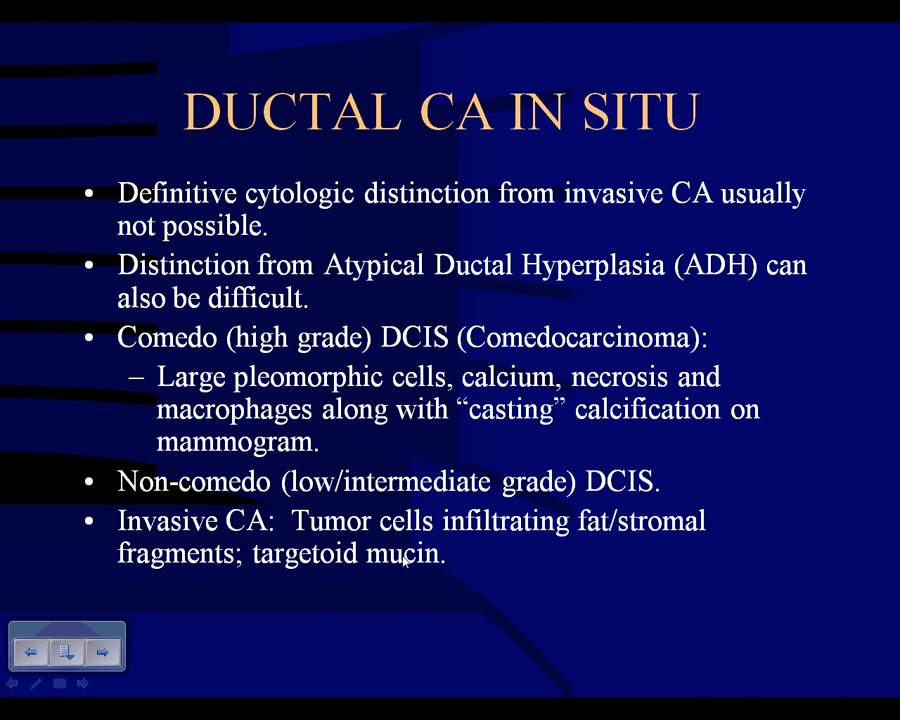 DUCTAL CA IN SITU
• Definitive cytologic distinction from invasive CA usually
not possible.
• Distinction from Atypical Ductal Hyperplasia (ADH) can
also be difficult.
• Comedo (high grade) DCIS (Comedocarcinoma):
– Large pleomorphic cells, calcium, necrosis and
macrophages along with “casting” calcification on
mammogram.
• Non-comedo (low/intermediate grade) DCIS.
• Invasive CA:  Tumor cells infiltrating fat/stromal
fragments; targetoid mucin.